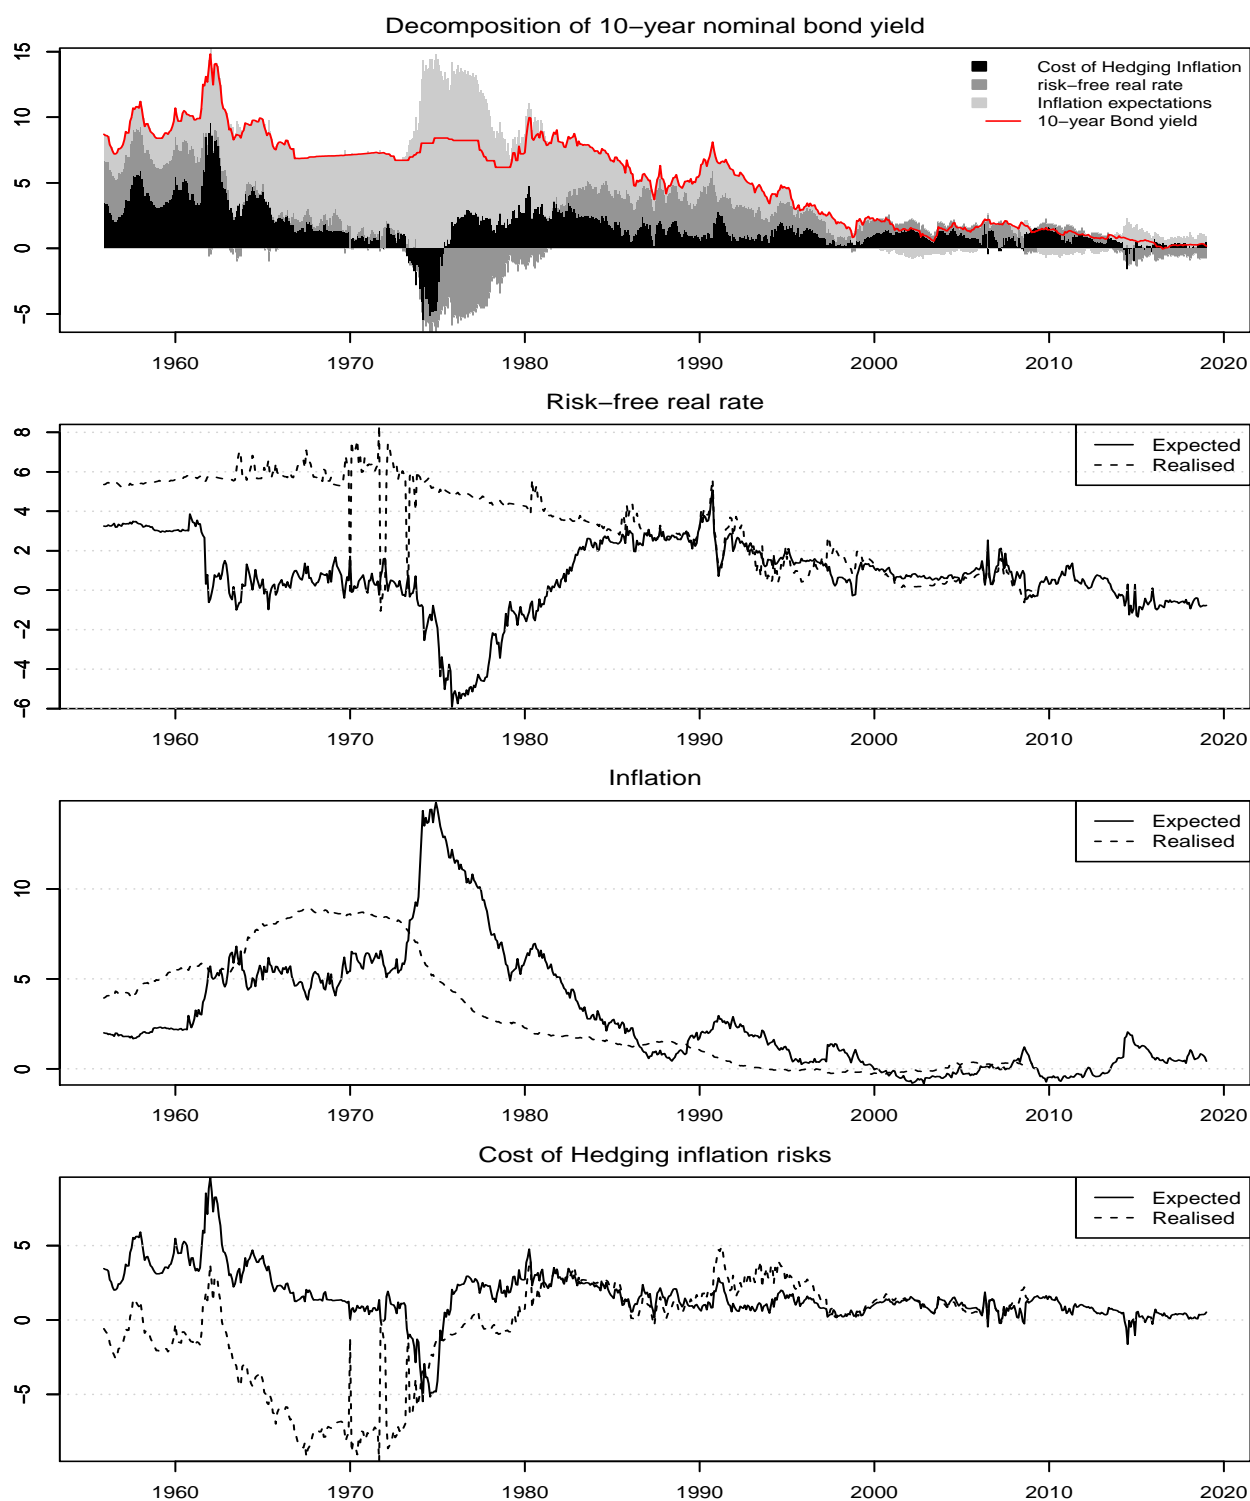 Decomposition of 10−year nominal bond yield
15
10
5
0
−5
Cost of Hedging Inflation
risk−free real rate
Inflation expectations
10−year Bond yield
1960 1970 1980 1990 2000 2010 2020
Risk−free real rate
8
6
4
2
0
−2
−4
−6
Expected
Realised
1960 1970 1980 1990 2000 2010 2020
Inflation
10
5
0
Expected
Realised
1960 1970 1980 1990 2000 2010 2020
Cost of Hedging inflation risks
5
0
−5
Expected
Realised
1960 1970 1980 1990 2000 2010 2020